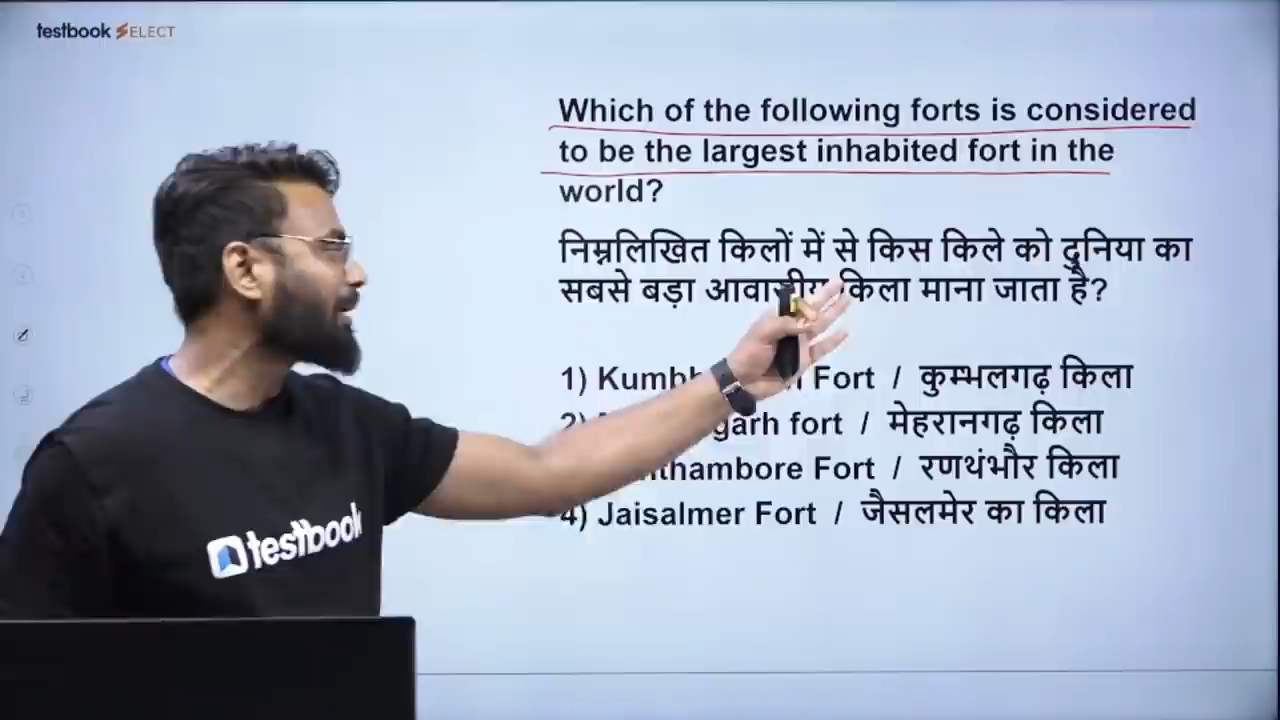 testbook SELECT
Which of the following forts is considered
to be the largest inhabited fort in the
world?
निम्नलिखित किलों में से किस किले को दुनिया का
सबसे बड़ा किला माना जाता है?
1) Fort / कुम्भलगढ़ किला
2) fort / मेहरानगढ़ किला
Fort / रणथंभौर किला
4) Jaisalmer Fort / जैसलमेर का किला
testbook